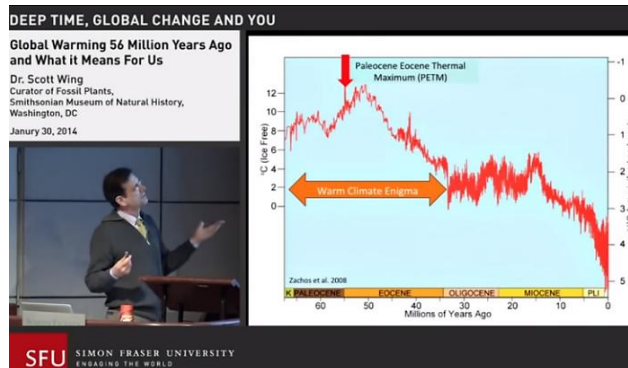 DEEP TIME, GLOBAL CHANGE AND YOU
Global Warming 56 Million Years Ago
and What it Means For Us
Dr. Scott Wing
Curator of Fossil Plants,
Smithsonian Museum of Natural History,
Washington, DC
Janury 30, 2014
Paleocene Eocene Thermal
Maximum (PETM)
12
10
8
6
4
2
0
°C (Ice Free)
-1
0
1
2
3
4
5
Warm Climate Enigma
Zachos et al. 2008
K PALEOCENE EOCENE OLIGOCENE MIOCENE PLI
60 50 40 30 20 10 0
Millions of Years Ago
SFU SIMON FRASER UNIVERSITY
ENGAGING THE WORLD